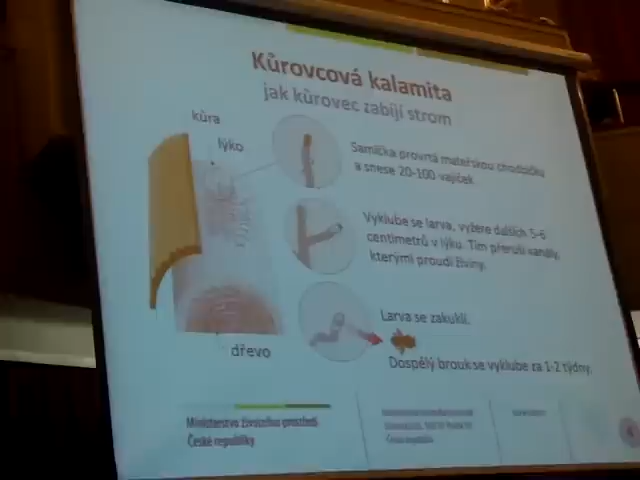 Kůrovcová kalamita
jak kůrovec zabíjí strom
kůra
lýko
Samička provrtá mateřskou chodbičku
a snese 20-100 vajíček.
Vyklube se larva, vyžere dalších 5-6
centimetrů v lýku. Tím přeruší kanály,
kterými proudí živiny.
Larva se zakuklí.
dřevo
Dospělý brouk se vyklube za 1-2 týdny.
Ministerstvo životního prostředí
České republiky